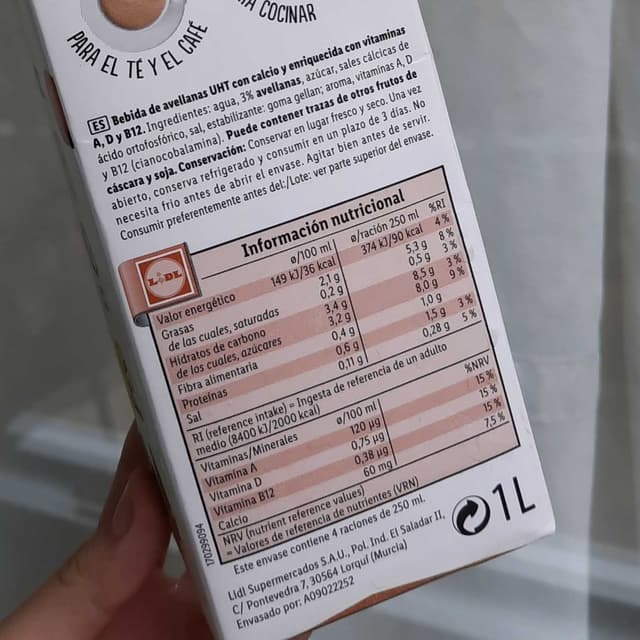 PARA EL TÉ Y EL CAFÉ
COCINAR
ES Bebida de avellanas UHT con calcio y enriquecida con vitaminas
A, D y B12. Ingredientes: agua, 3% avellanas, azúcar, sales cálcicas de
ácido ortofosfórico, sal, estabilizante: goma gellan; aroma, vitaminas A, D
y B12 (cianocobalamina). Puede contener trazas de otros frutos de
cáscara y soja. Conservación: Conservar en lugar fresco y seco. Una vez
abierto, conserva refrigerado y consumir en un plazo de 3 días. No
necesita frio antes de abrir el envase. Agitar bien antes de servir.
Consumir preferentemente antes del:/Lote: ver parte superior del envase.
LIDL
Información nutricional
ø/100 ml ø/ración 250 ml %RI
Valor energético 149 kJ/36 kcal 374 kJ/90 kcal 4 %
Grasas 2,1 g 5,3 g 8 %
de las cuales, saturadas 0,2 g 0,5 g 3 %
Hidratos de carbono 3,4 g 8,5 g 3 %
de los cuales, azúcares 3,2 g 8,0 g 9 %
Fibra alimentaria 0,4 g 1,0 g
Proteínas 0,6 g 1,5 g 3 %
Sal 0,11 g 0,28 g 5 %
RI (reference intake) = Ingesta de referencia de un adulto
medio (8400 kJ/2000 kcal)
Vitaminas/Minerales ø/100 ml %NRV
Vitamina A 120 µg 15 %
Vitamina D 0,75 µg 15 %
Vitamina B12 0,38 µg 15 %
Calcio 60 mg 7,5 %
NRV (nutrient reference values)
= Valores de referencia de nutrientes (VRN)
Este envase contiene 4 raciones de 250 ml.
Lidl Supermercados S.A.U., Pol. Ind. El Saladar II,
C/ Pontevedra 7, 30564 Lorquí (Murcia)
Envasado por: A09022252
1L
170299094